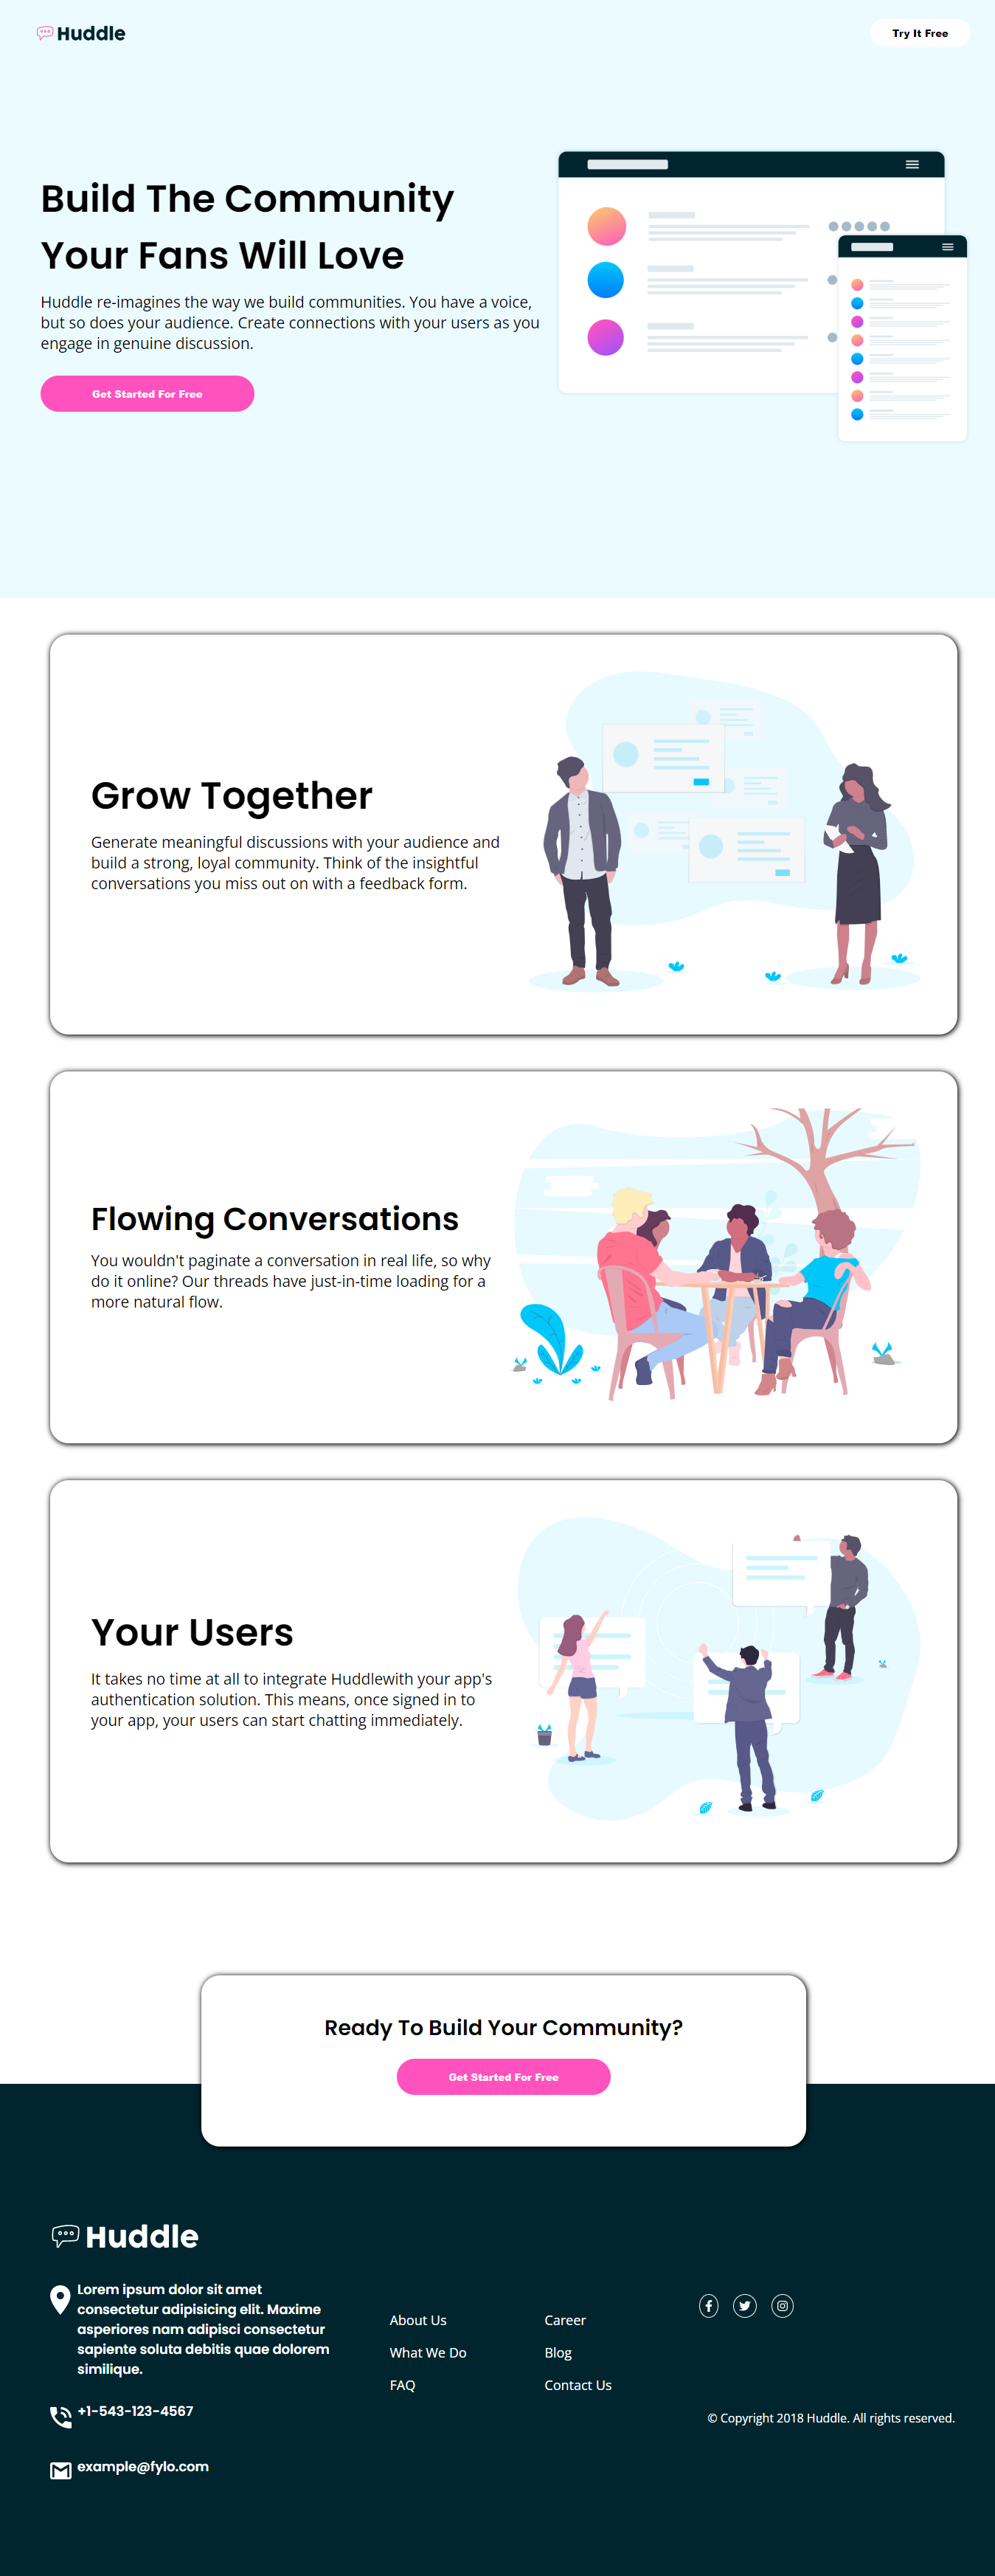 Huddle
Try It Free
Build The Community
Your Fans Will Love
Huddle re-imagines the way we build communities. You have a voice,
but so does your audience. Create connections with your users as you
engage in genuine discussion.
Get Started For Free
Grow Together
Generate meaningful discussions with your audience and
build a strong, loyal community. Think of the insightful
conversations you miss out on with a feedback form.
Flowing Conversations
You wouldn't paginate a conversation in real life, so why
do it online? Our threads have just-in-time loading for a
more natural flow.
Your Users
It takes no time at all to integrate Huddlewith your app's
authentication solution. This means, once signed in to
your app, your users can start chatting immediately.
Ready To Build Your Community?
Get Started For Free
Huddle
Lorem ipsum dolor sit amet
consectetur adipisicing elit. Maxime
asperiores nam adipisci consectetur
sapiente soluta debitis quae dolorem
similique.
+1-543-123-4567
example@fylo.com
About Us
What We Do
FAQ
Career
Blog
Contact Us
© Copyright 2018 Huddle. All rights reserved.